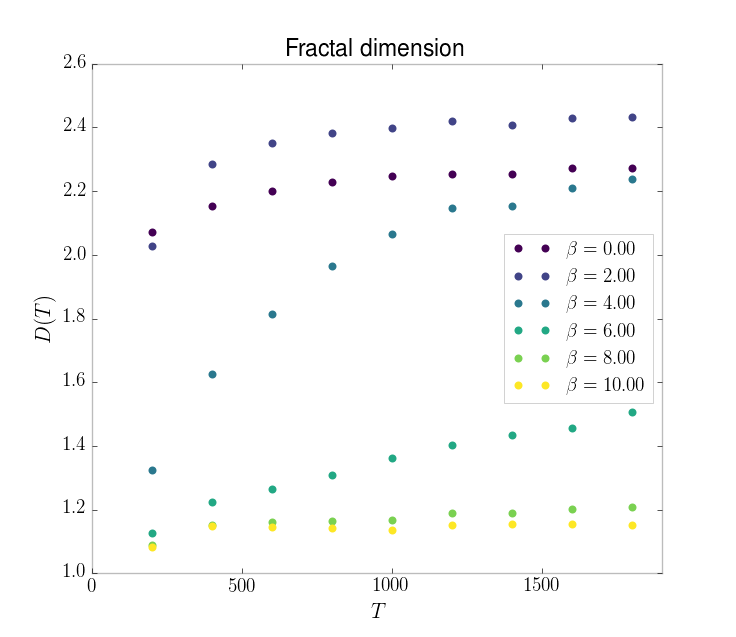 Fractal dimension
2.6
2.4
2.2
2.0
1.8
1.6
1.4
1.2
1.0
D(T)
β = 0.00
β = 2.00
β = 4.00
β = 6.00
β = 8.00
β = 10.00
0 500 1000 1500
T